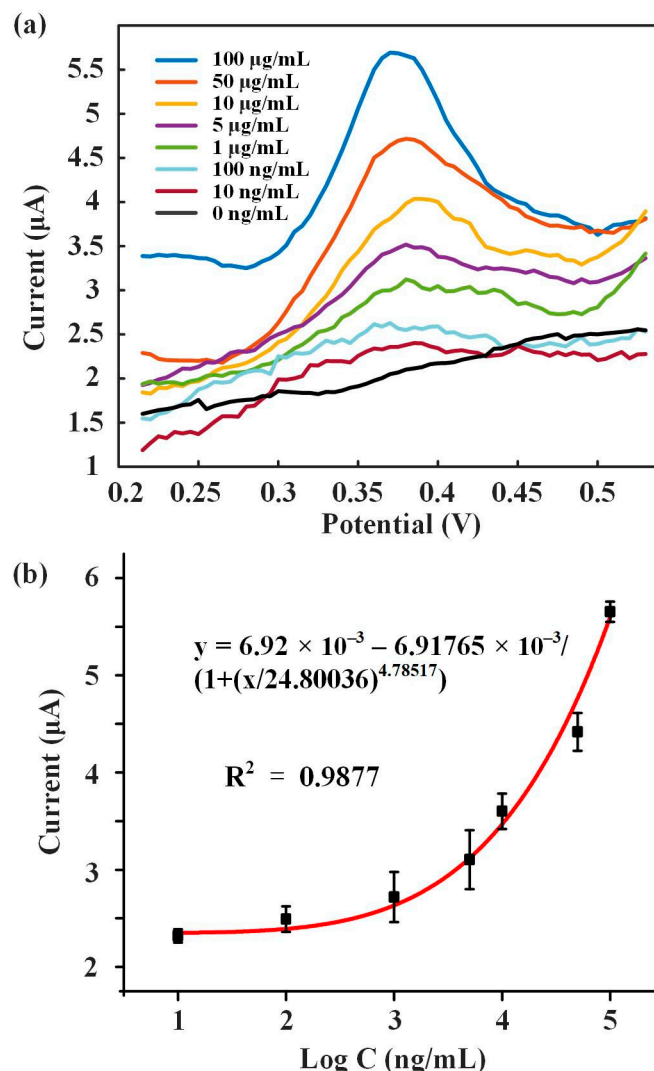 (a)
100 μg/mL
50 μg/mL
10 μg/mL
5 μg/mL
1 μg/mL
100 ng/mL
10 ng/mL
0 ng/mL
5.5
5
4.5
4
3.5
3
2.5
2
1.5
1
Current (μA)
0.2 0.25 0.3 0.35 0.4 0.45 0.5
Potential (V)
(b)
6
5
4
3
2
Current (μA)
y = 6.92 × 10⁻³ – 6.91765 × 10⁻³/
(1+(x/24.80036)⁴·⁷⁸⁵¹⁷)
R² = 0.9877
1 2 3 4 5
Log C (ng/mL)